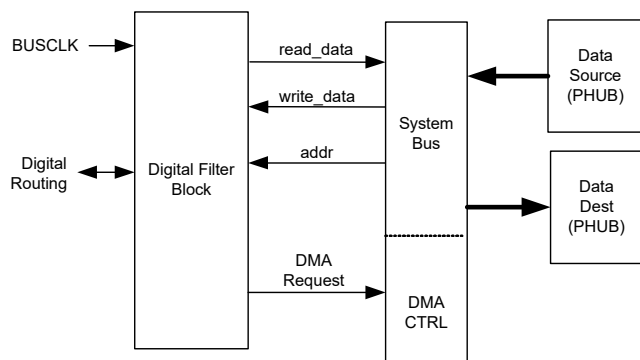 BUSCLK
read_data
Data
Source
(PHUB)
write_data
System
Bus
Digital
Routing
Digital Filter
Block
addr
Data
Dest
(PHUB)
DMA
Request
DMA
CTRL